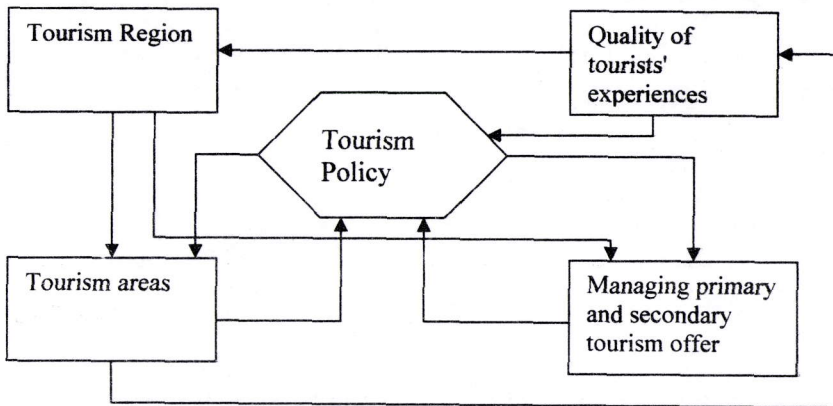 Tourism Region
Quality of
tourists'
experiences
Tourism
Policy
Tourism areas
Managing primary
and secondary
tourism offer